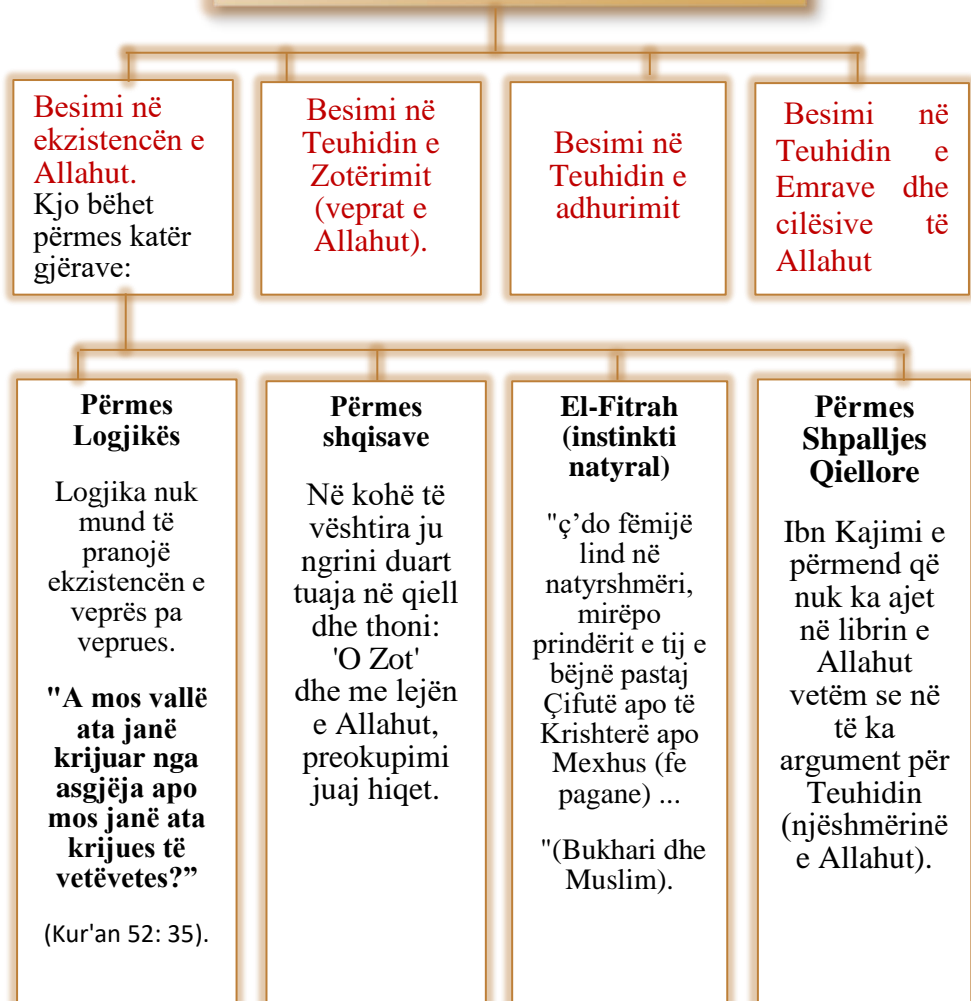 Besimi në
ekzistencën e
Allahut.
Kjo bëhet
përmes katër
gjërave:
Besimi në
Teuhidin e
Zotërimit
(veprat e
Allahut).
Besimi në
Teuhidin e
adhurimit
Besimi në
Teuhidin e
Emrave dhe
cilësive të
Allahut
Përmes
Logjikës
Logjika nuk
mund të
pranojë
ekzistencën e
veprës pa
veprues.
"A mos vallë
ata janë
krijuar nga
asgjëja apo
mos janë ata
krijues të
vetëvetes?”
(Kur'an 52: 35).
Përmes
shqisave
Në kohë të
vështira ju
ngrini duart
tuaja në qiell
dhe thoni:
'O Zot'
dhe me lejën
e Allahut,
preokupimi
juaj hiqet.
El-Fitrah
(instinkti
natyral)
"ç’do fëmijë
lind në
natyrshmëri,
mirëpo
prindërit e tij e
bëjnë pastaj
Çifutë apo të
Krishterë apo
Mexhus (fe
pagane) ...
"(Bukhari dhe
Muslim).
Përmes
Shpalljes
Qiellore
Ibn Kajimi e
përmend që
nuk ka ajet
në librin e
Allahut
vetëm se në
të ka
argument për
Teuhidin
(njëshmërinë
e Allahut).